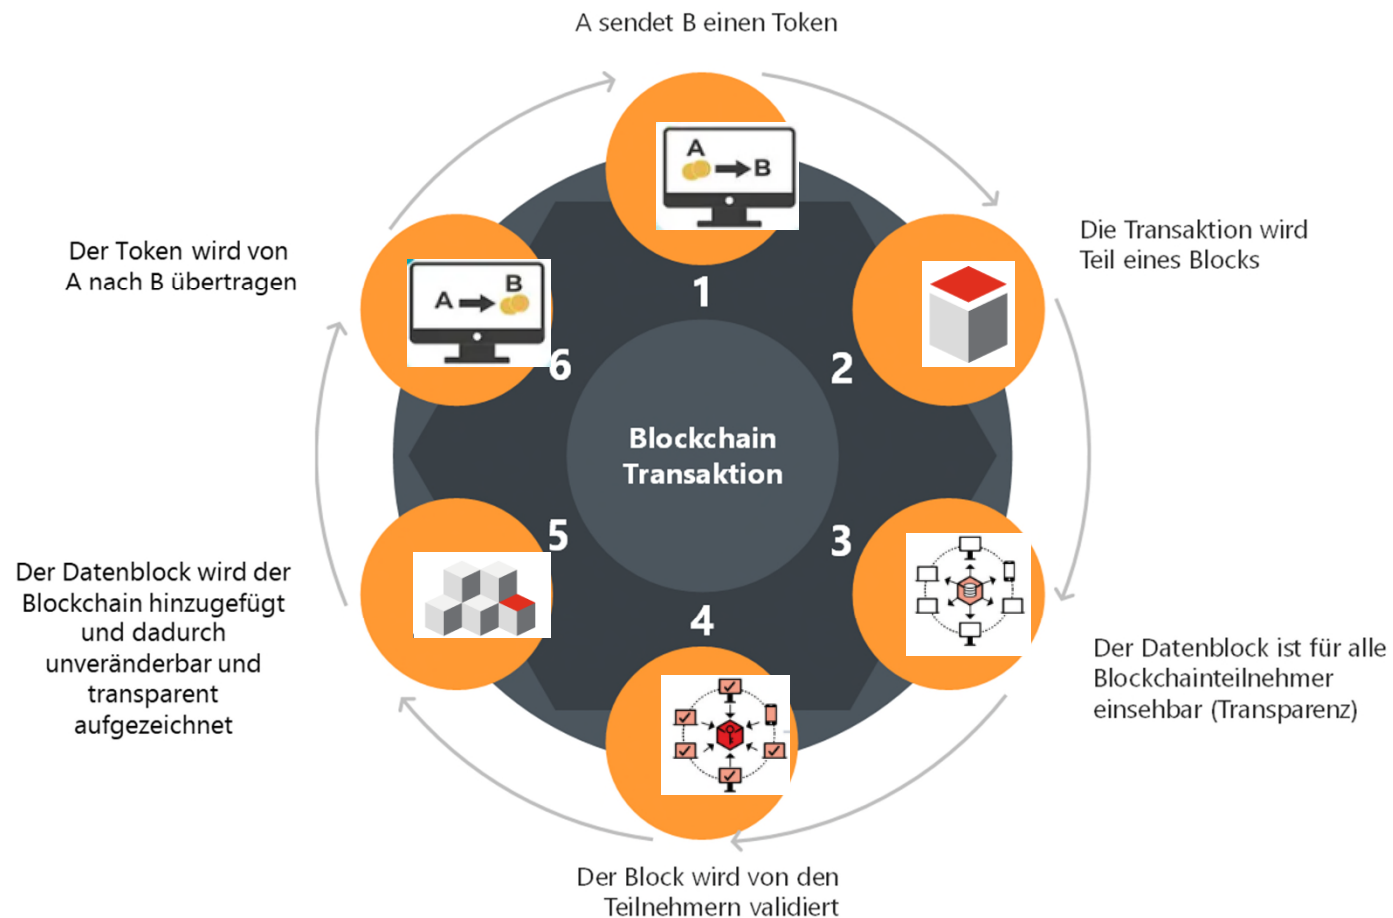 A sendet B einen Token
A
B
1
Die Transaktion wird
Teil eines Blocks
2
3
Der Datenblock ist für alle
Blockchainteilnehmer
einsehbar (Transparenz)
4
Der Block wird von den
Teilnehmern validiert
5
Der Datenblock wird der
Blockchain hinzugefügt
und dadurch
unveränderbar und
transparent
aufgezeichnet
6
Der Token wird von
A nach B übertragen
A
B
Blockchain
Transaktion